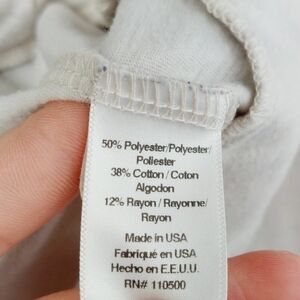 50% Polyester/Polyester/
Poliester
38% Cotton / Coton
Algodon
12% Rayon / Rayonne/
Rayon
Made in USA
Fabriqué en USA
Hecho en E.E.U.U.
RN# 110500